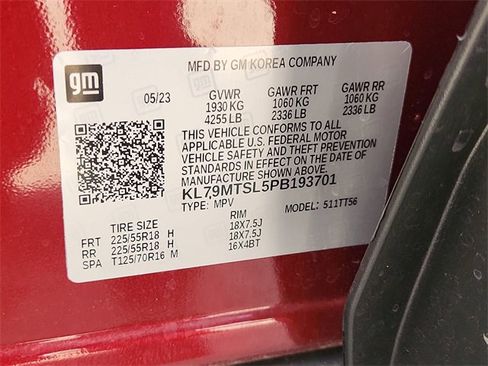 gm
MFD BY GM KOREA COMPANY
05/23 GVWR GAWR FRT GAWR RR
1930 KG 1060 KG 1060 KG
4255 LB 2336 LB 2336 LB
THIS VEHICLE CONFORMS TO ALL
APPLICABLE U.S. FEDERAL MOTOR
VEHICLE SAFETY AND THEFT PREVENTION
STANDARDS IN EFFECT ON THE DATE OF
MANUFACTURE SHOWN ABOVE.
KL79MTSL5PB193701
TYPE: MPV MODEL: 511TT56
TIRE SIZE RIM
FRT 225/55R18 H 18X7.5J
RR 225/55R18 H 18X7.5J
SPA T125/70R16 M 16X4BT